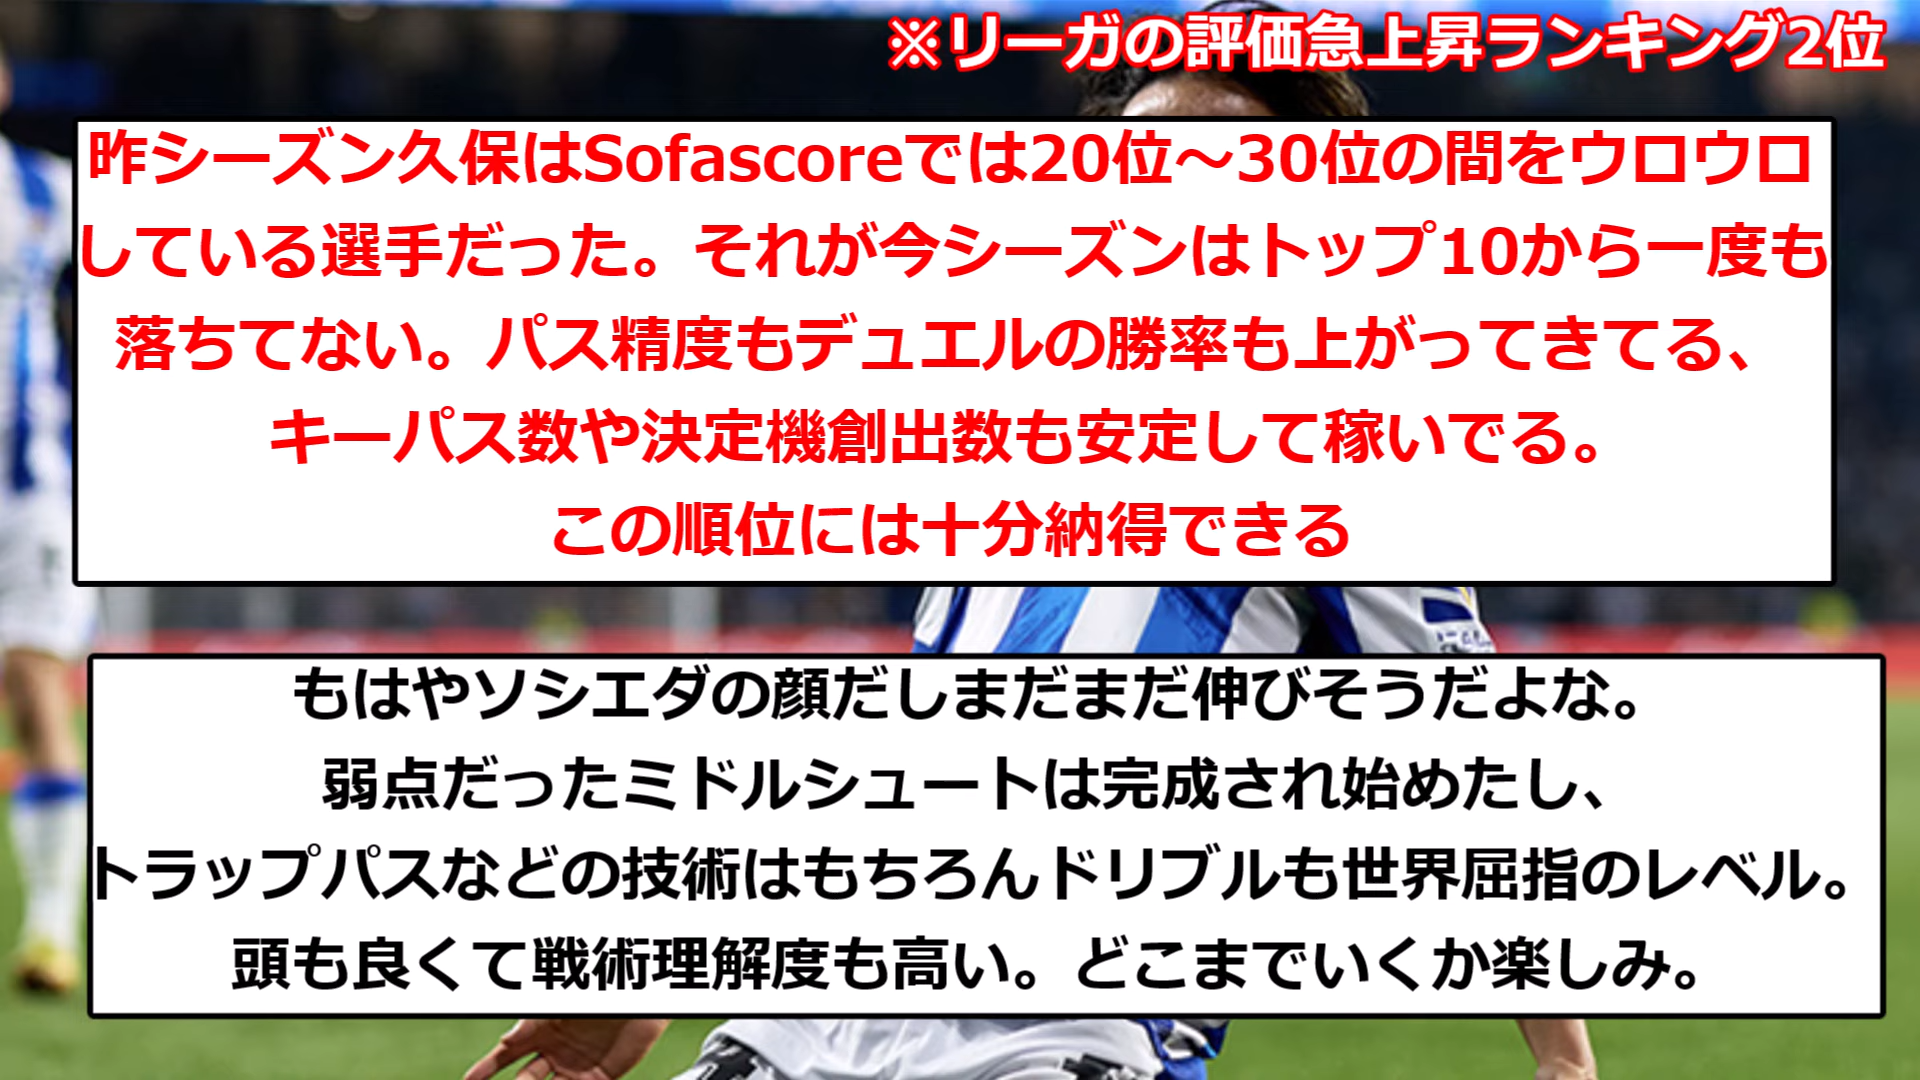 ※リーガの評価急上昇ランキング2位
昨シーズン久保はSofascoreでは20位～30位の間をウロウロ
している選手だった。それが今シーズンはトップ10から一度も
落ちてない。パス精度もデュエルの勝率も上がってきてる、
キーパス数や決定機創出数も安定して稼いでる。
この順位には十分納得できる
もはやソシエダの顔だしまだまだ伸びそうだよな。
弱点だったミドルシュートは完成され始めたし、
トラップパスなどの技術はもちろんドリブルも世界屈指のレベル。
頭も良くて戦術理解度も高い。どこまでいくか楽しみ。